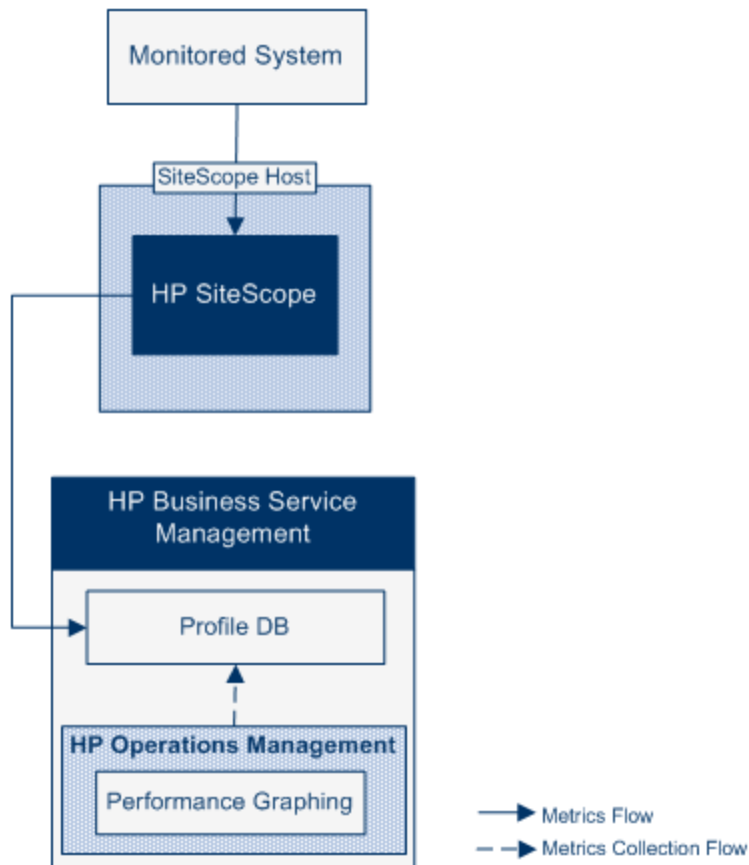 Monitored System
SiteScope Host
HP SiteScope
HP Business Service
Management
Profile DB
HP Operations Management
Performance Graphing
Metrics Flow
Metrics Collection Flow